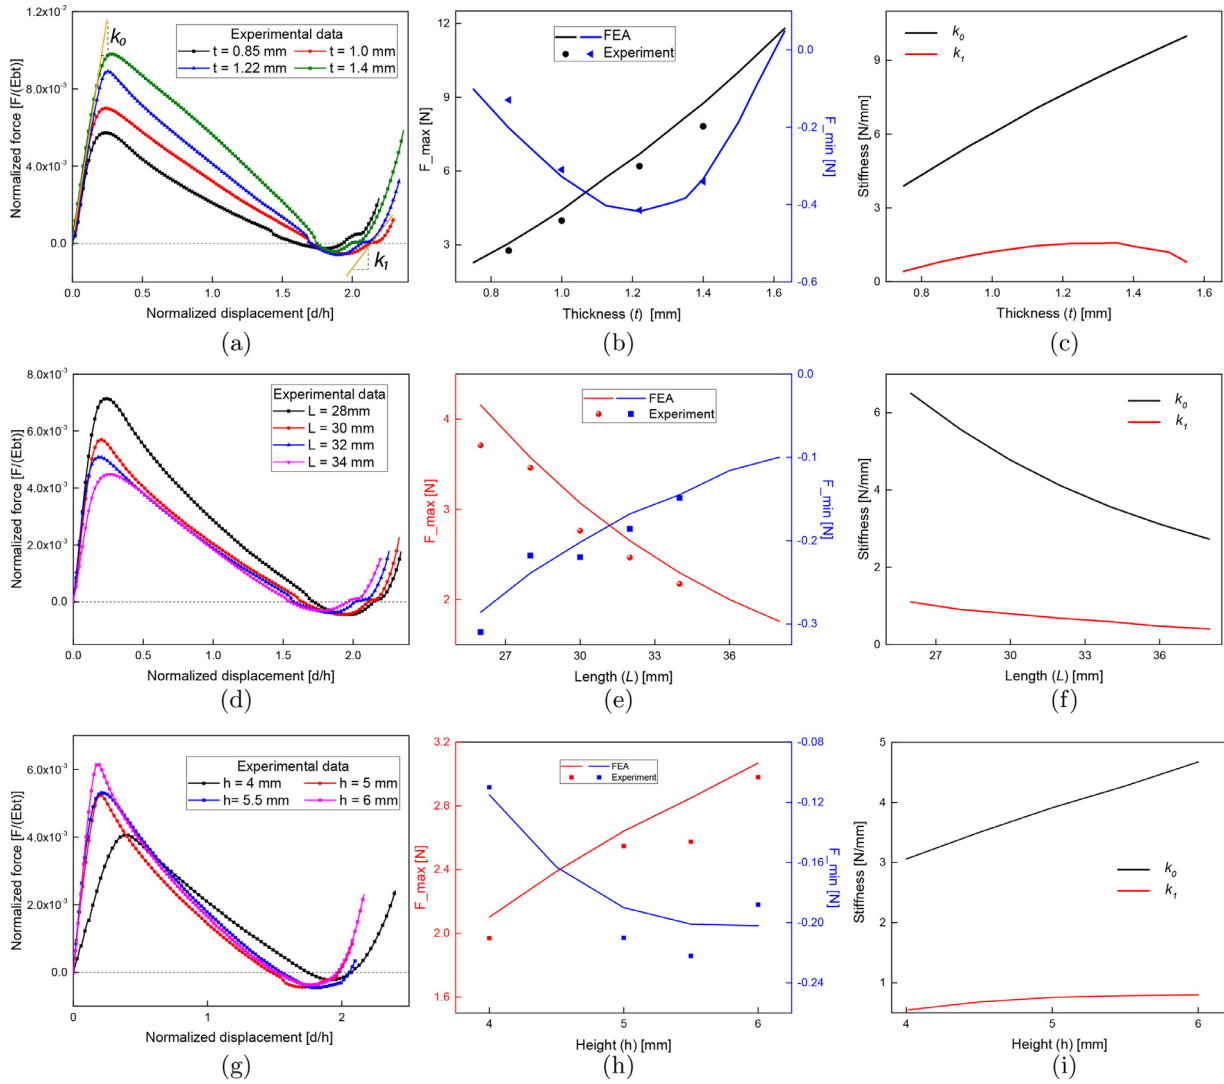 Experimental data
t = 0.85 mm t = 1.0 mm
t = 1.22 mm t = 1.4 mm
k0
k1
1.2x10-2
8.0x10-3
4.0x10-3
0.0
0.0 0.5 1.0 1.5 2.0
Normalized force [F/(Ebt)]
Normalized displacement [d/h]
(a)
FEA
Experiment
12
9
6
3
F_max [N]
0.8 1.0 1.2 1.4 1.6
Thickness (t) [mm]
0.0
-0.2
-0.4
-0.6
F_min [N]
(b)
k0
k1
9
6
3
0
Stiffness [N/mm]
0.8 1.0 1.2 1.4 1.6
Thickness (t) [mm]
(c)
Experimental data
L = 28mm
L = 30 mm
L = 32 mm
L = 34 mm
8.0x10-3
6.0x10-3
4.0x10-3
2.0x10-3
0.0
Normalized force [F/(Ebt)]
0.0 0.5 1.0 1.5 2.0
Normalized displacement [d/h]
(d)
FEA
Experiment
4
3
2
F_max [N]
27 30 33 36
Length (L) [mm]
0.0
-0.1
-0.2
-0.3
F_min [N]
(e)
k0
k1
6
4
2
0
Stiffness [N/mm]
27 30 33 36
Length (L) [mm]
(f)
Experimental data
h = 4 mm h = 5 mm
h= 5.5 mm h = 6 mm
6.0x10-3
4.0x10-3
2.0x10-3
0.0
Normalized force [F/(Ebt)]
0 1 2
Normalized displacement [d/h]
(g)
FEA
Experiment
3.2
2.8
2.4
2.0
1.6
F_max [N]
4 5 6
Height (h) [mm]
-0.08
-0.12
-0.16
-0.20
-0.24
F_min [N]
(h)
k0
k1
5
4
3
2
1
Stiffness [N/mm]
4 5 6
Height (h) [mm]
(i)